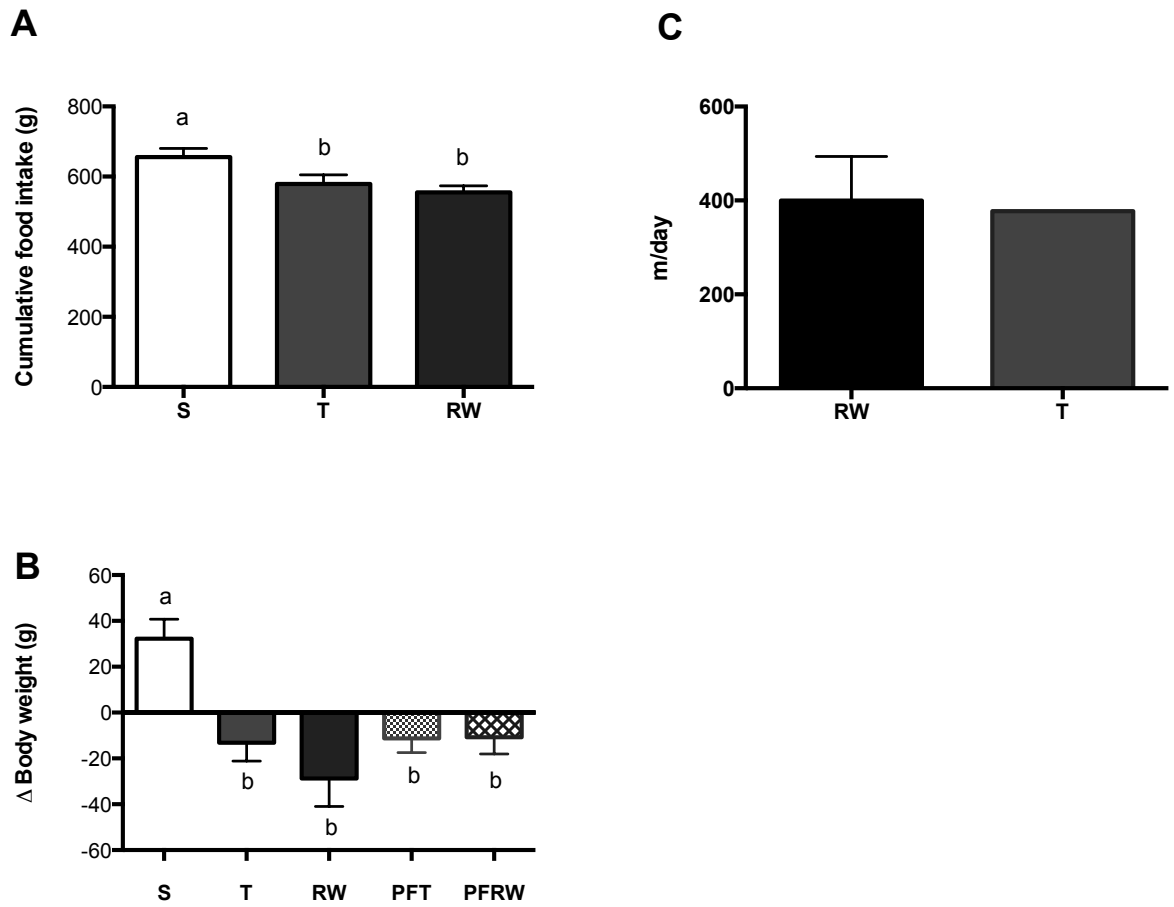 A
Cumulative food intake (g)
800
600
400
200
0
a
b
b
S T RW
C
m/day
600
400
200
0
RW T
B
Δ Body weight (g)
60
40
20
0
-20
-40
-60
a
b
b
b
b
S T RW PFT PFRW